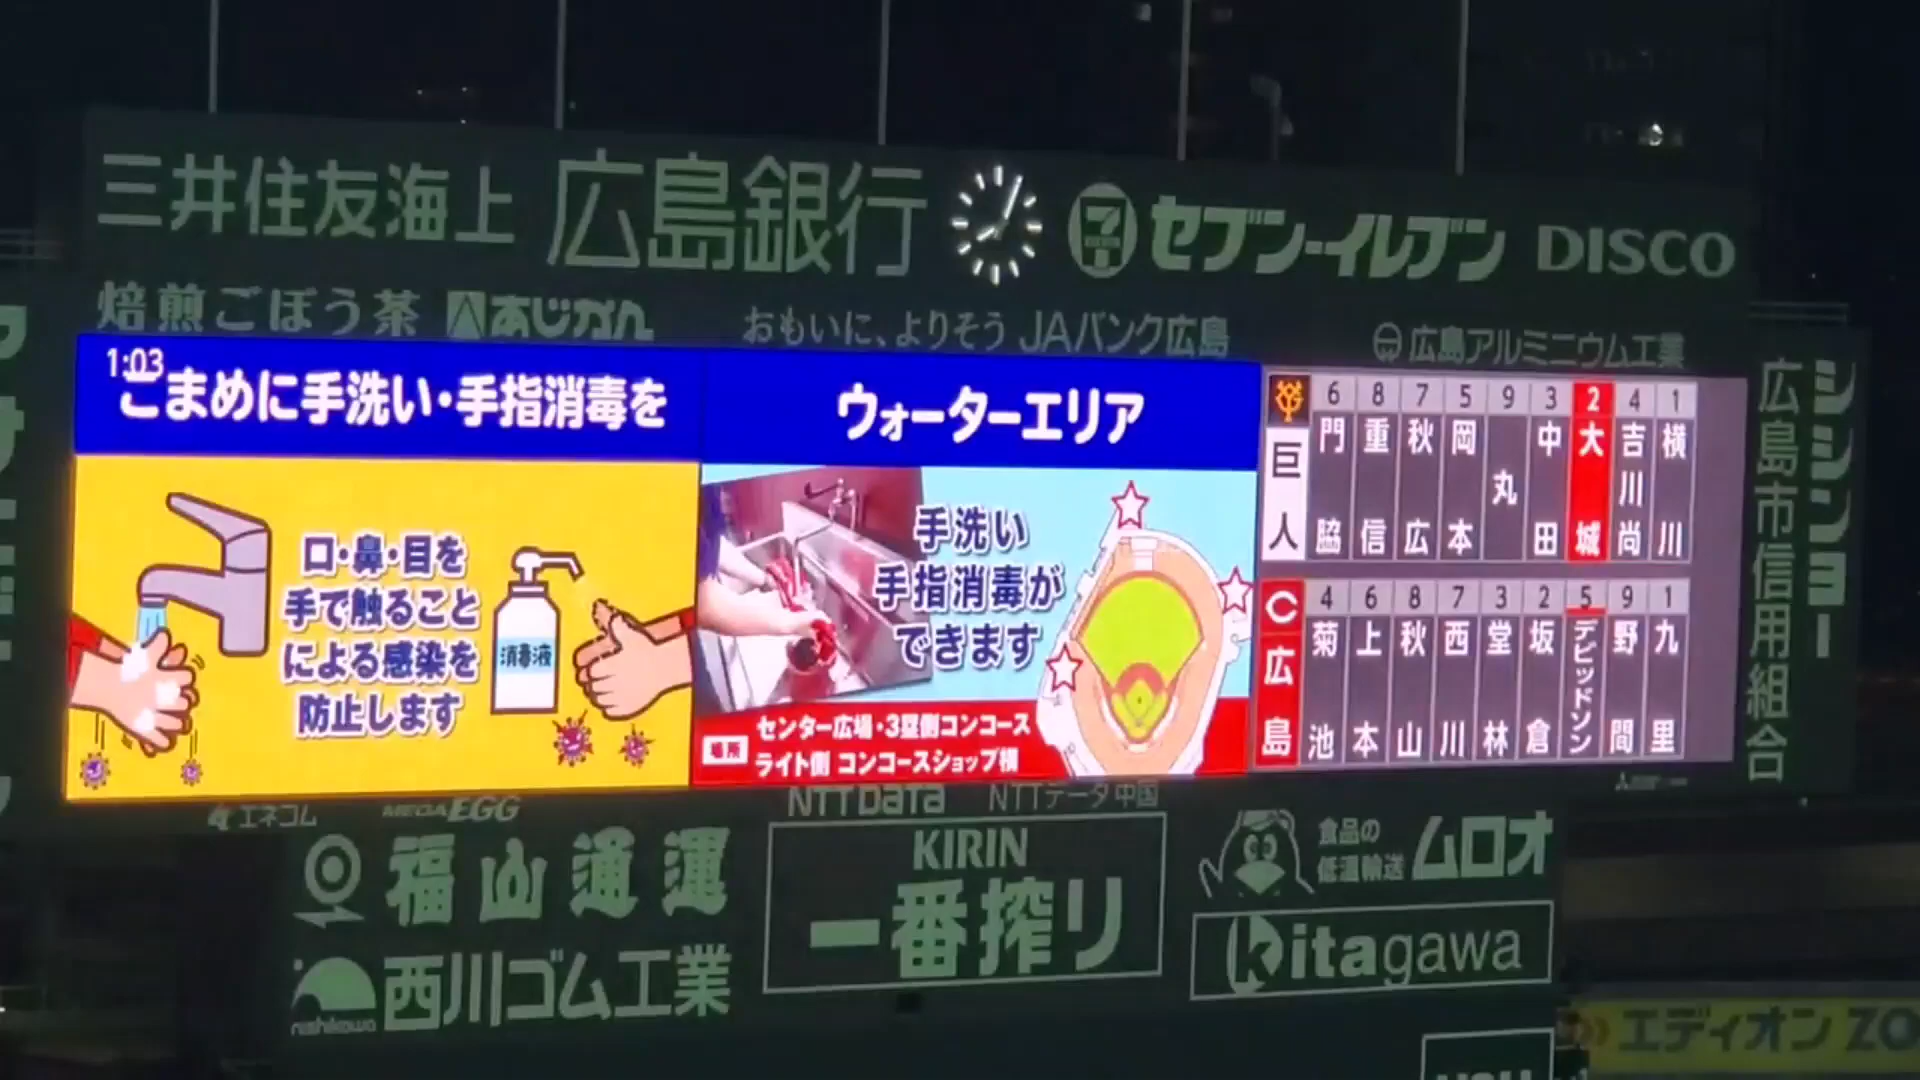 三井住友海上
広島銀行
セブン-イレブン
DISCO
焙煎ごぼう茶
あじかん
おもいに、よりそう JAバンク広島
広島アルミニウム工業
1:03
こまめに手洗い・手指消毒を
口・鼻・目を
手で触ること
による感染を
防止します
消毒液
ウォーターエリア
手洗い
手指消毒が
できます
場所
センター広場・3塁側コンコース
ライト側 コンコースショップ横
巨人
6 門脇
8 重信
7 秋広
5 岡本
9 丸
3 中田
2 大城
4 吉川尚
1 横川
C 広島
4 菊池
6 上本
8 秋山
7 西川
3 堂林
2 坂倉
5 デビッドソン
9 野間
1 九里
シシンヨー
広島市信用組合
エネコム
MEGA EGG
NTT DATA
NTTデータ中国
福山通運
KIRIN
一番搾り
食品の
低温輸送
ムロオ
nishikawa
西川ゴム工業
Kitagawa
エディオン ZO